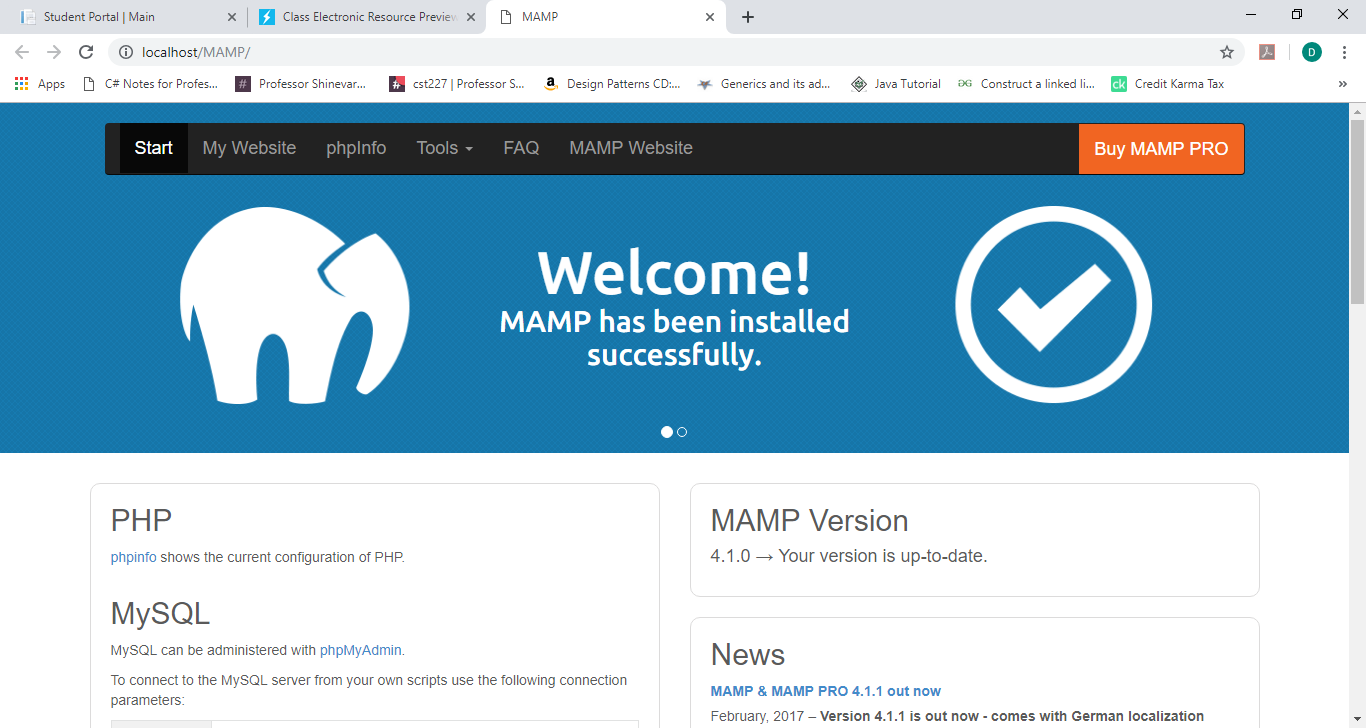 Student Portal | Main
Class Electronic Resource Preview
MAMP
localhost/MAMP/
D
Apps
C# Notes for Profes...
#
Professor Shinevar...
#
cst227 | Professor S...
a
Design Patterns CD:...
Generics and its ad...
Java Tutorial
Construct a linked li...
ck
Credit Karma Tax
»
Start
My Website
phpInfo
Tools
FAQ
MAMP Website
Buy MAMP PRO
Welcome!
MAMP has been installed
successfully.
PHP
phpinfo shows the current configuration of PHP.
MySQL
MySQL can be administered with phpMyAdmin.
To connect to the MySQL server from your own scripts use the following connection
parameters:
MAMP Version
4.1.0 → Your version is up-to-date.
News
MAMP & MAMP PRO 4.1.1 out now
February, 2017 – Version 4.1.1 is out now - comes with German localization